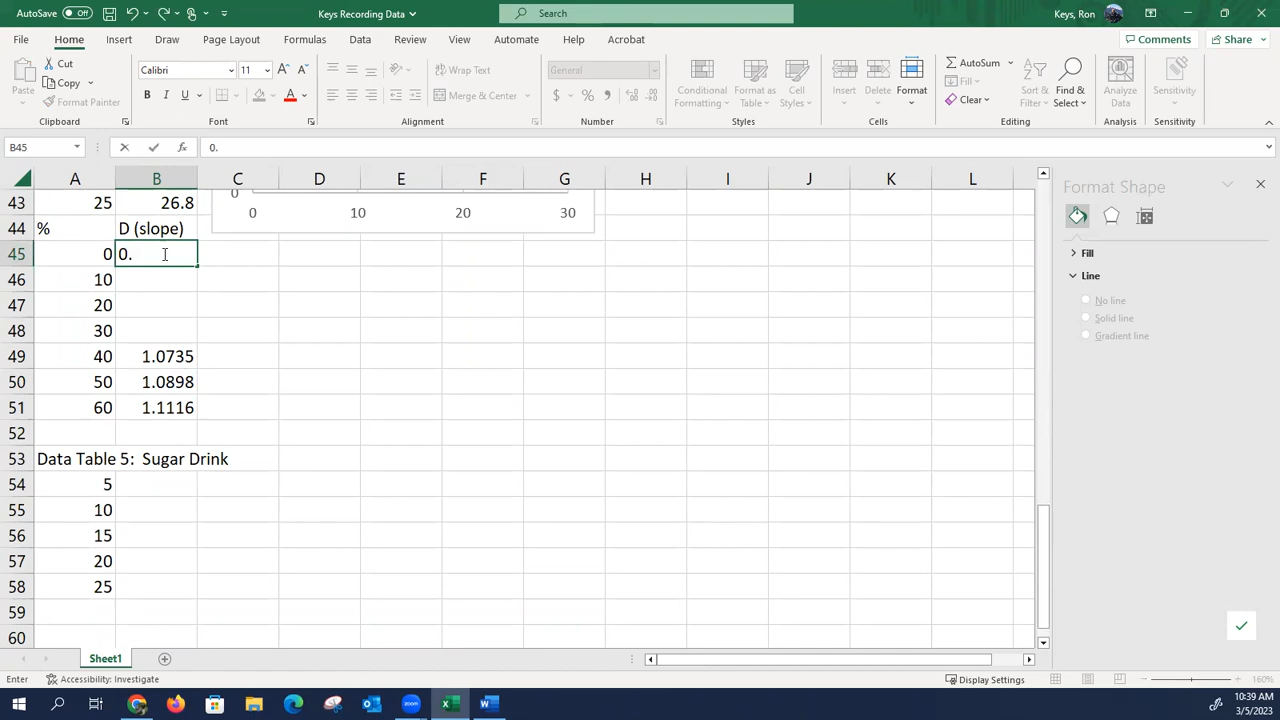 AutoSave Off Keys Recording Data Search Keys, Ron
File Home Insert Draw Page Layout Formulas Data Review View Automate Help Acrobat Comments Share
Paste Cut Copy Format Painter Clipboard
Calibri 11 A A B I U A Font
Wrap Text Merge & Center Alignment
General $ % , Number
Conditional Formatting Format as Table Cell Styles Styles
Insert Delete Format Cells
AutoSum Fill Clear Sort & Filter Find & Select Editing
Analyze Data Analysis
Sensitivity Sensitivity
B45 fx 0.
A B C D E F G H I J K L
43 25 26.8 0 0 10 20 30
44 % D (slope)
45 0 0.
46 10
47 20
48 30
49 40 1.0735
50 50 1.0898
51 60 1.1116
52
53 Data Table 5: Sugar Drink
54 5
55 10
56 15
57 20
58 25
59
60
Format Shape
Fill
Line
No line
Solid line
Gradient line
Sheet1
Enter Accessibility: Investigate Display Settings 160%
zoom
10:39 AM
3/5/2023